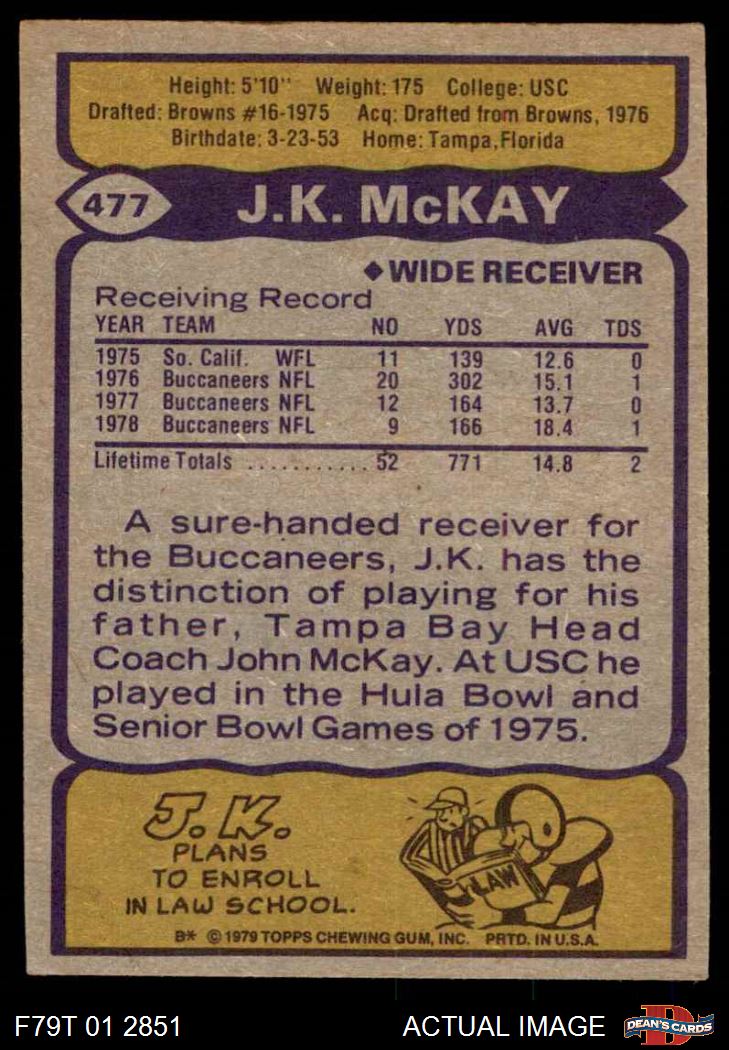 Height: 5'10" Weight: 175 College: USC
Drafted: Browns #16-1975 Acq: Drafted from Browns, 1976
Birthdate: 3-23-53 Home: Tampa, Florida
477 J.K. McKAY
◆WIDE RECEIVER
Receiving Record
YEAR TEAM NO YDS AVG TDS
1975 So. Calif. WFL 11 139 12.6 0
1976 Buccaneers NFL 20 302 15.1 1
1977 Buccaneers NFL 12 164 13.7 0
1978 Buccaneers NFL 9 166 18.4 1
Lifetime Totals ........... 52 771 14.8 2
A sure-handed receiver for
the Buccaneers, J.K. has the
distinction of playing for his
father, Tampa Bay Head
Coach John McKay. At USC he
played in the Hula Bowl and
Senior Bowl Games of 1975.
J.K.
PLANS
TO ENROLL
IN LAW SCHOOL.
LAW
B* © 1979 TOPPS CHEWING GUM, INC. PRTD. IN U.S.A.
F79T 01 2851 ACTUAL IMAGE D DEAN'S CARDS